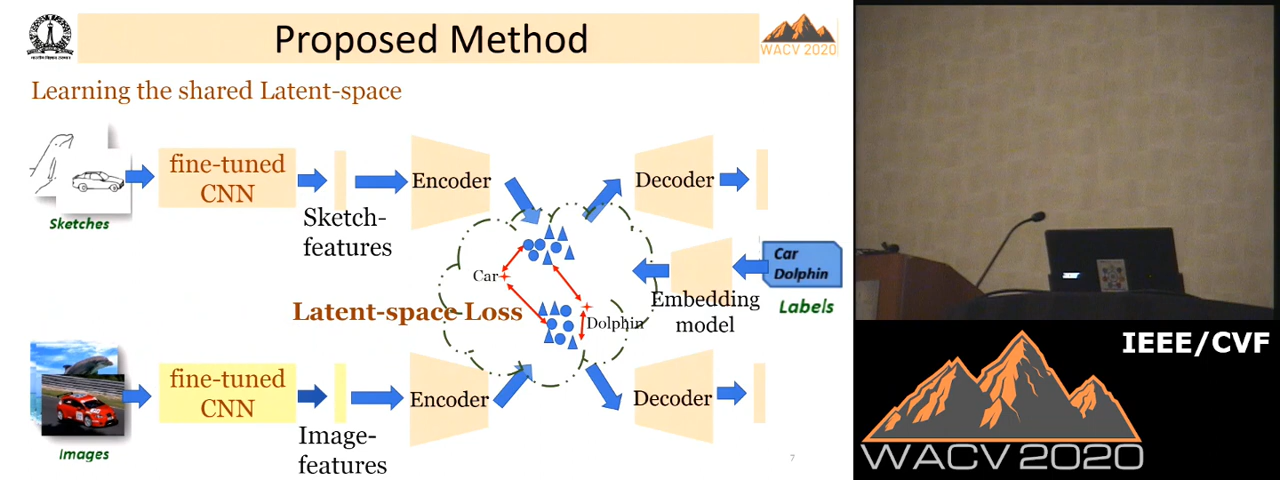 Proposed Method
WACV 2020
Learning the shared Latent-space
fine-tuned
CNN
Encoder
Decoder
Sketches
Sketch-
features
Car
Dolphin
Car
Latent-space-Loss
Dolphin
Embedding
model
Labels
IEEE/CVF
fine-tuned
CNN
Encoder
Decoder
Images
Image-
features
7
WACV 2020